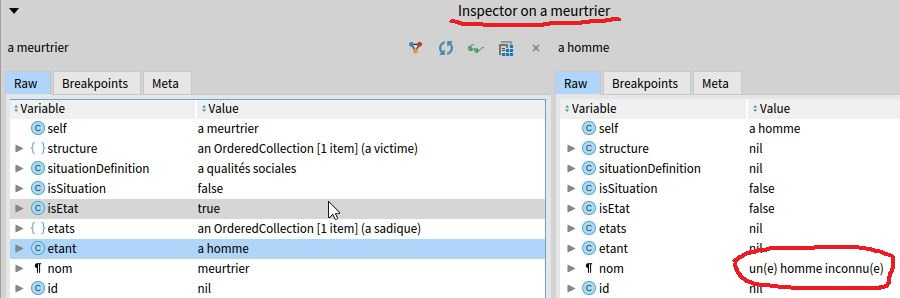 Inspector on a meurtrier
a meurtrier
a homme
Raw Breakpoints Meta
Raw Breakpoints Meta
Variable Value
Variable Value
self a meurtrier
self a homme
structure an OrderedCollection [1 item] (a victime)
structure nil
situationDefinition a qualités sociales
situationDefinition nil
isSituation false
isSituation false
isEtat true
isEtat false
etats an OrderedCollection [1 item] (a sadique)
etats nil
etant a homme
etant nil
nom meurtrier
nom un(e) homme inconnu(e)
id nil
id nil